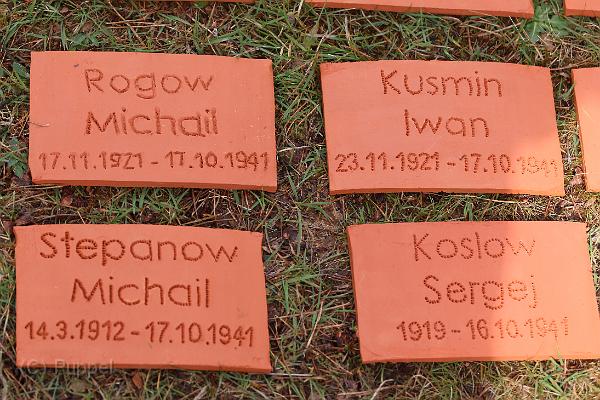 Rogow
Michail
17.11.1921 - 17.10.1941
Kusmin
Iwan
23.11.1921 - 17.10.1941
Stepanow
Michail
14.3.1912 - 17.10.1941
Koslow
Sergej
1919 - 16.10.1941
(C) Ruppel